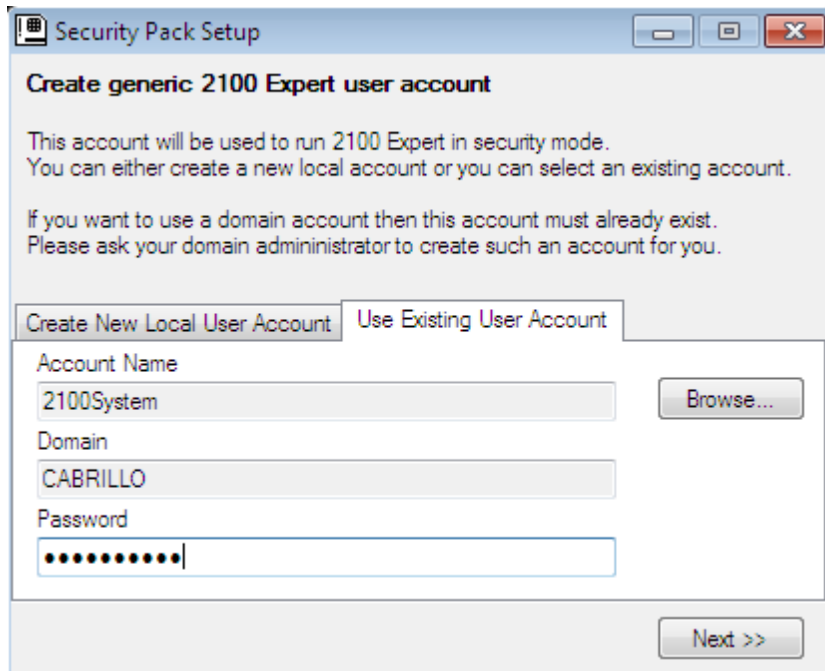 Security Pack Setup
Create generic 2100 Expert user account
This account will be used to run 2100 Expert in security mode.
You can either create a new local account or you can select an existing account.
If you want to use a domain account then this account must already exist.
Please ask your domain admininistrator to create such an account for you.
Create New Local User Account Use Existing User Account
Account Name
2100System Browse...
Domain
CABRILLO
Password
●●●●●●●●●●
Next >>